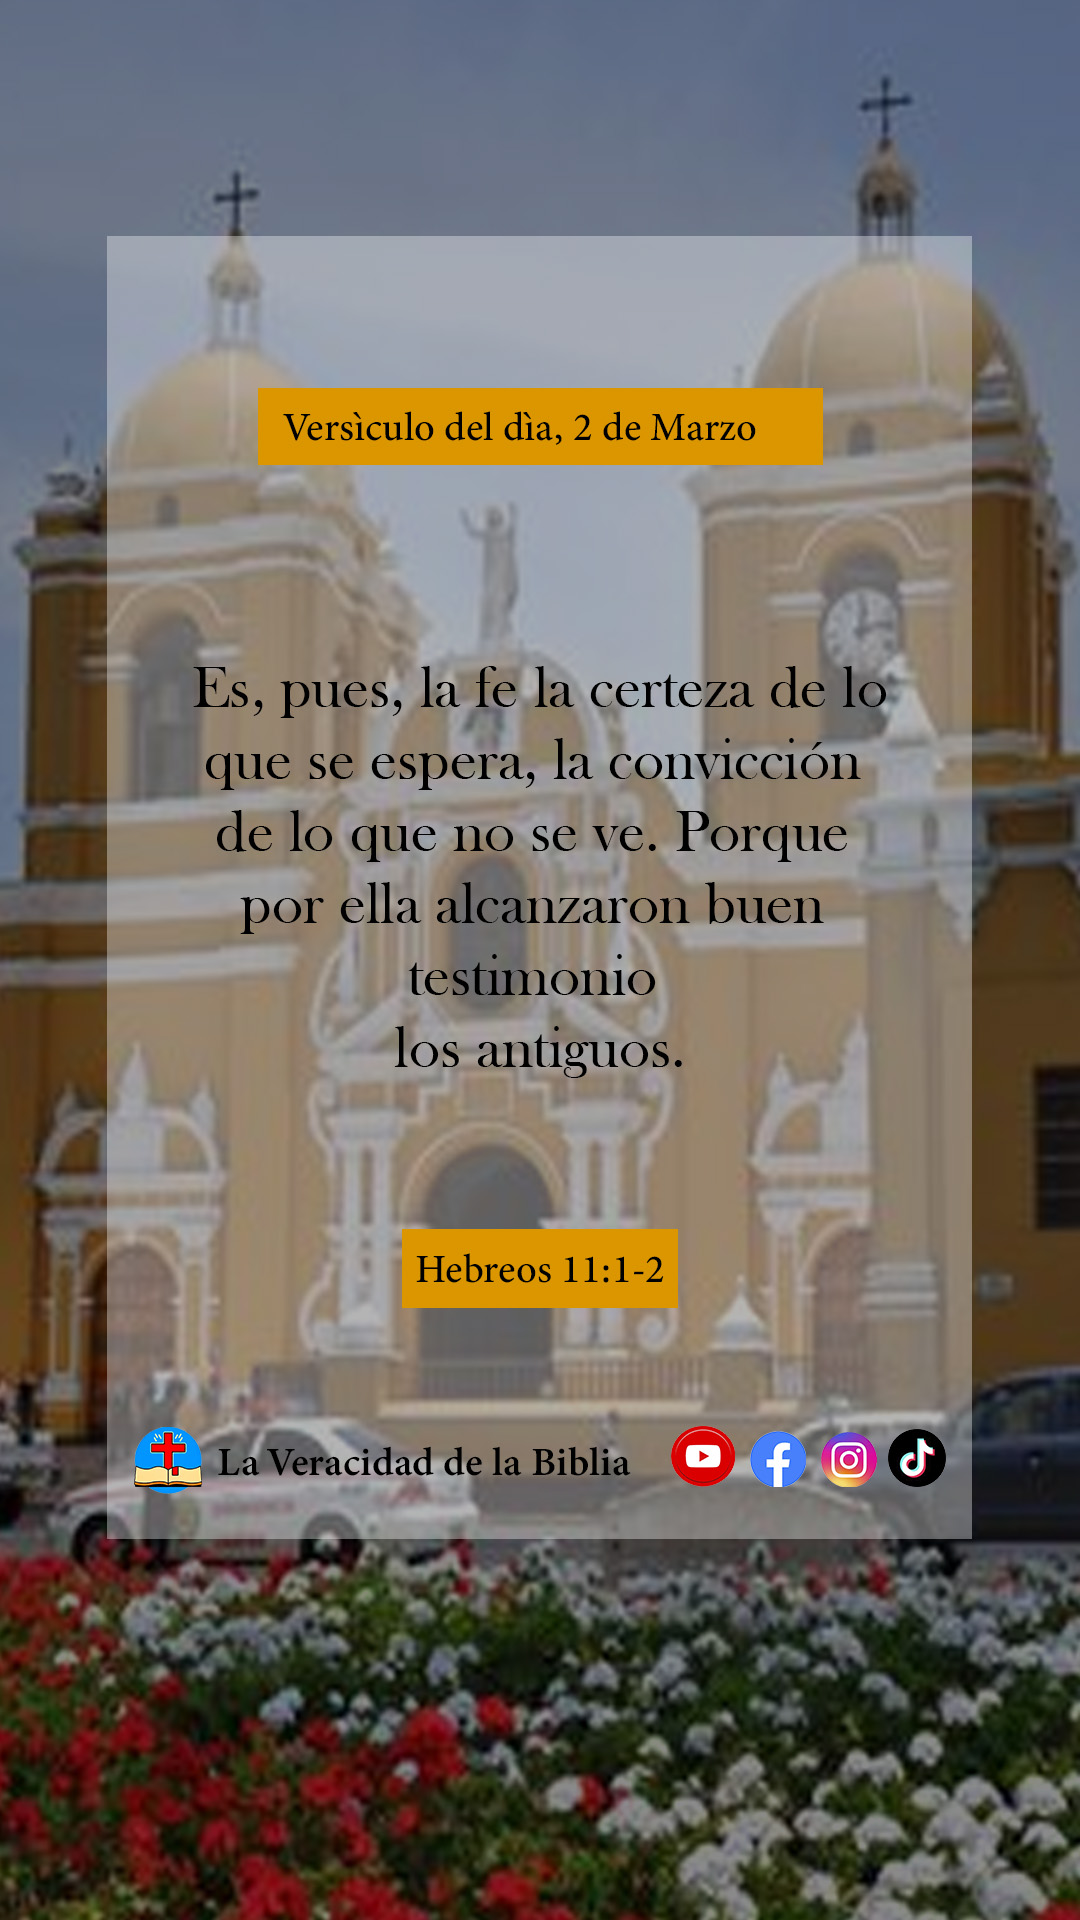 Versìculo del dìa, 2 de Marzo
Es, pues, la fe la certeza de lo
que se espera, la convicción
de lo que no se ve. Porque
por ella alcanzaron buen
testimonio
los antiguos.
Hebreos 11:1-2
La Veracidad de la Biblia